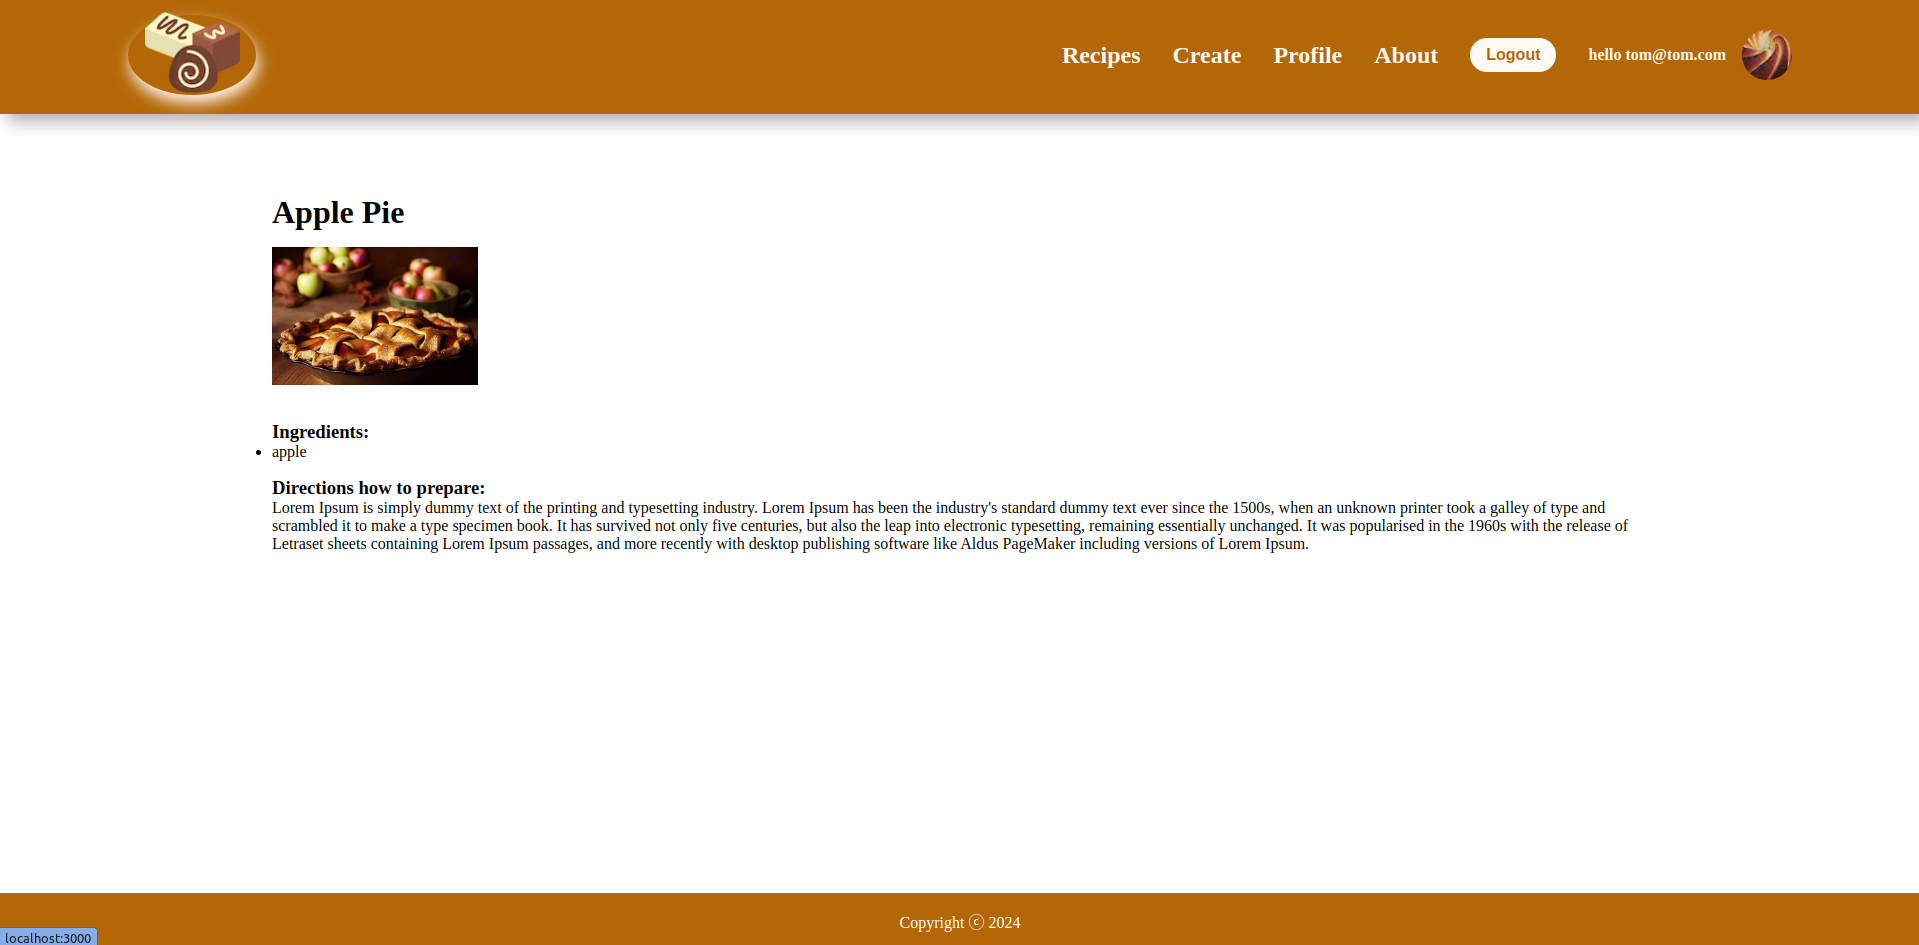 Recipes Create Profile About Logout hello tom@tom.com
Apple Pie
Ingredients:
• apple
Directions how to prepare:
Lorem Ipsum is simply dummy text of the printing and typesetting industry. Lorem Ipsum has been the industry's standard dummy text ever since the 1500s, when an unknown printer took a galley of type and
scrambled it to make a type specimen book. It has survived not only five centuries, but also the leap into electronic typesetting, remaining essentially unchanged. It was popularised in the 1960s with the release of
Letraset sheets containing Lorem Ipsum passages, and more recently with desktop publishing software like Aldus PageMaker including versions of Lorem Ipsum.
Copyright ⓒ 2024
localhost:3000